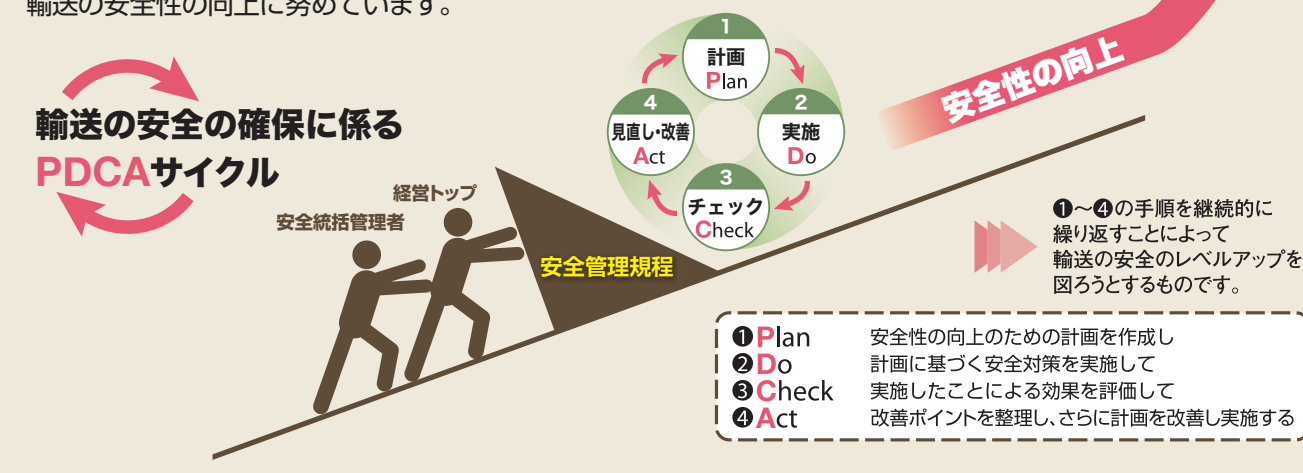 輸送の安全性の向上に努めています。
輸送の安全の確保に係る
PDCAサイクル
安全統括管理者
経営トップ
安全管理規程
1
計画
Plan
2
実施
Do
3
チェック
Check
4
見直し・改善
Act
安全性の向上
❶~❹の手順を継続的に
繰り返すことによって
輸送の安全のレベルアップを
図ろうとするものです。
❶Plan 安全性の向上のための計画を作成し
❷Do 計画に基づく安全対策を実施して
❸Check 実施したことによる効果を評価して
❹Act 改善ポイントを整理し、さらに計画を改善し実施する